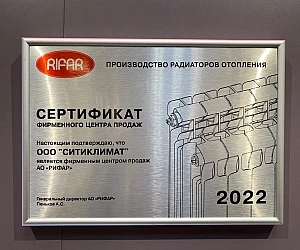 RIFAR
ПРОИЗВОДСТВО РАДИАТОРОВ ОТОПЛЕНИЯ
СЕРТИФИКАТ
ФИРМЕННОГО ЦЕНТРА ПРОДАЖ
Настоящим подтверждаю, что
ООО "СИТИКЛИМАТ"
является фирменным центром продаж
АО «РИФАР»
Генеральный директор АО «РИФАР»
Пеньков А.С.
2022